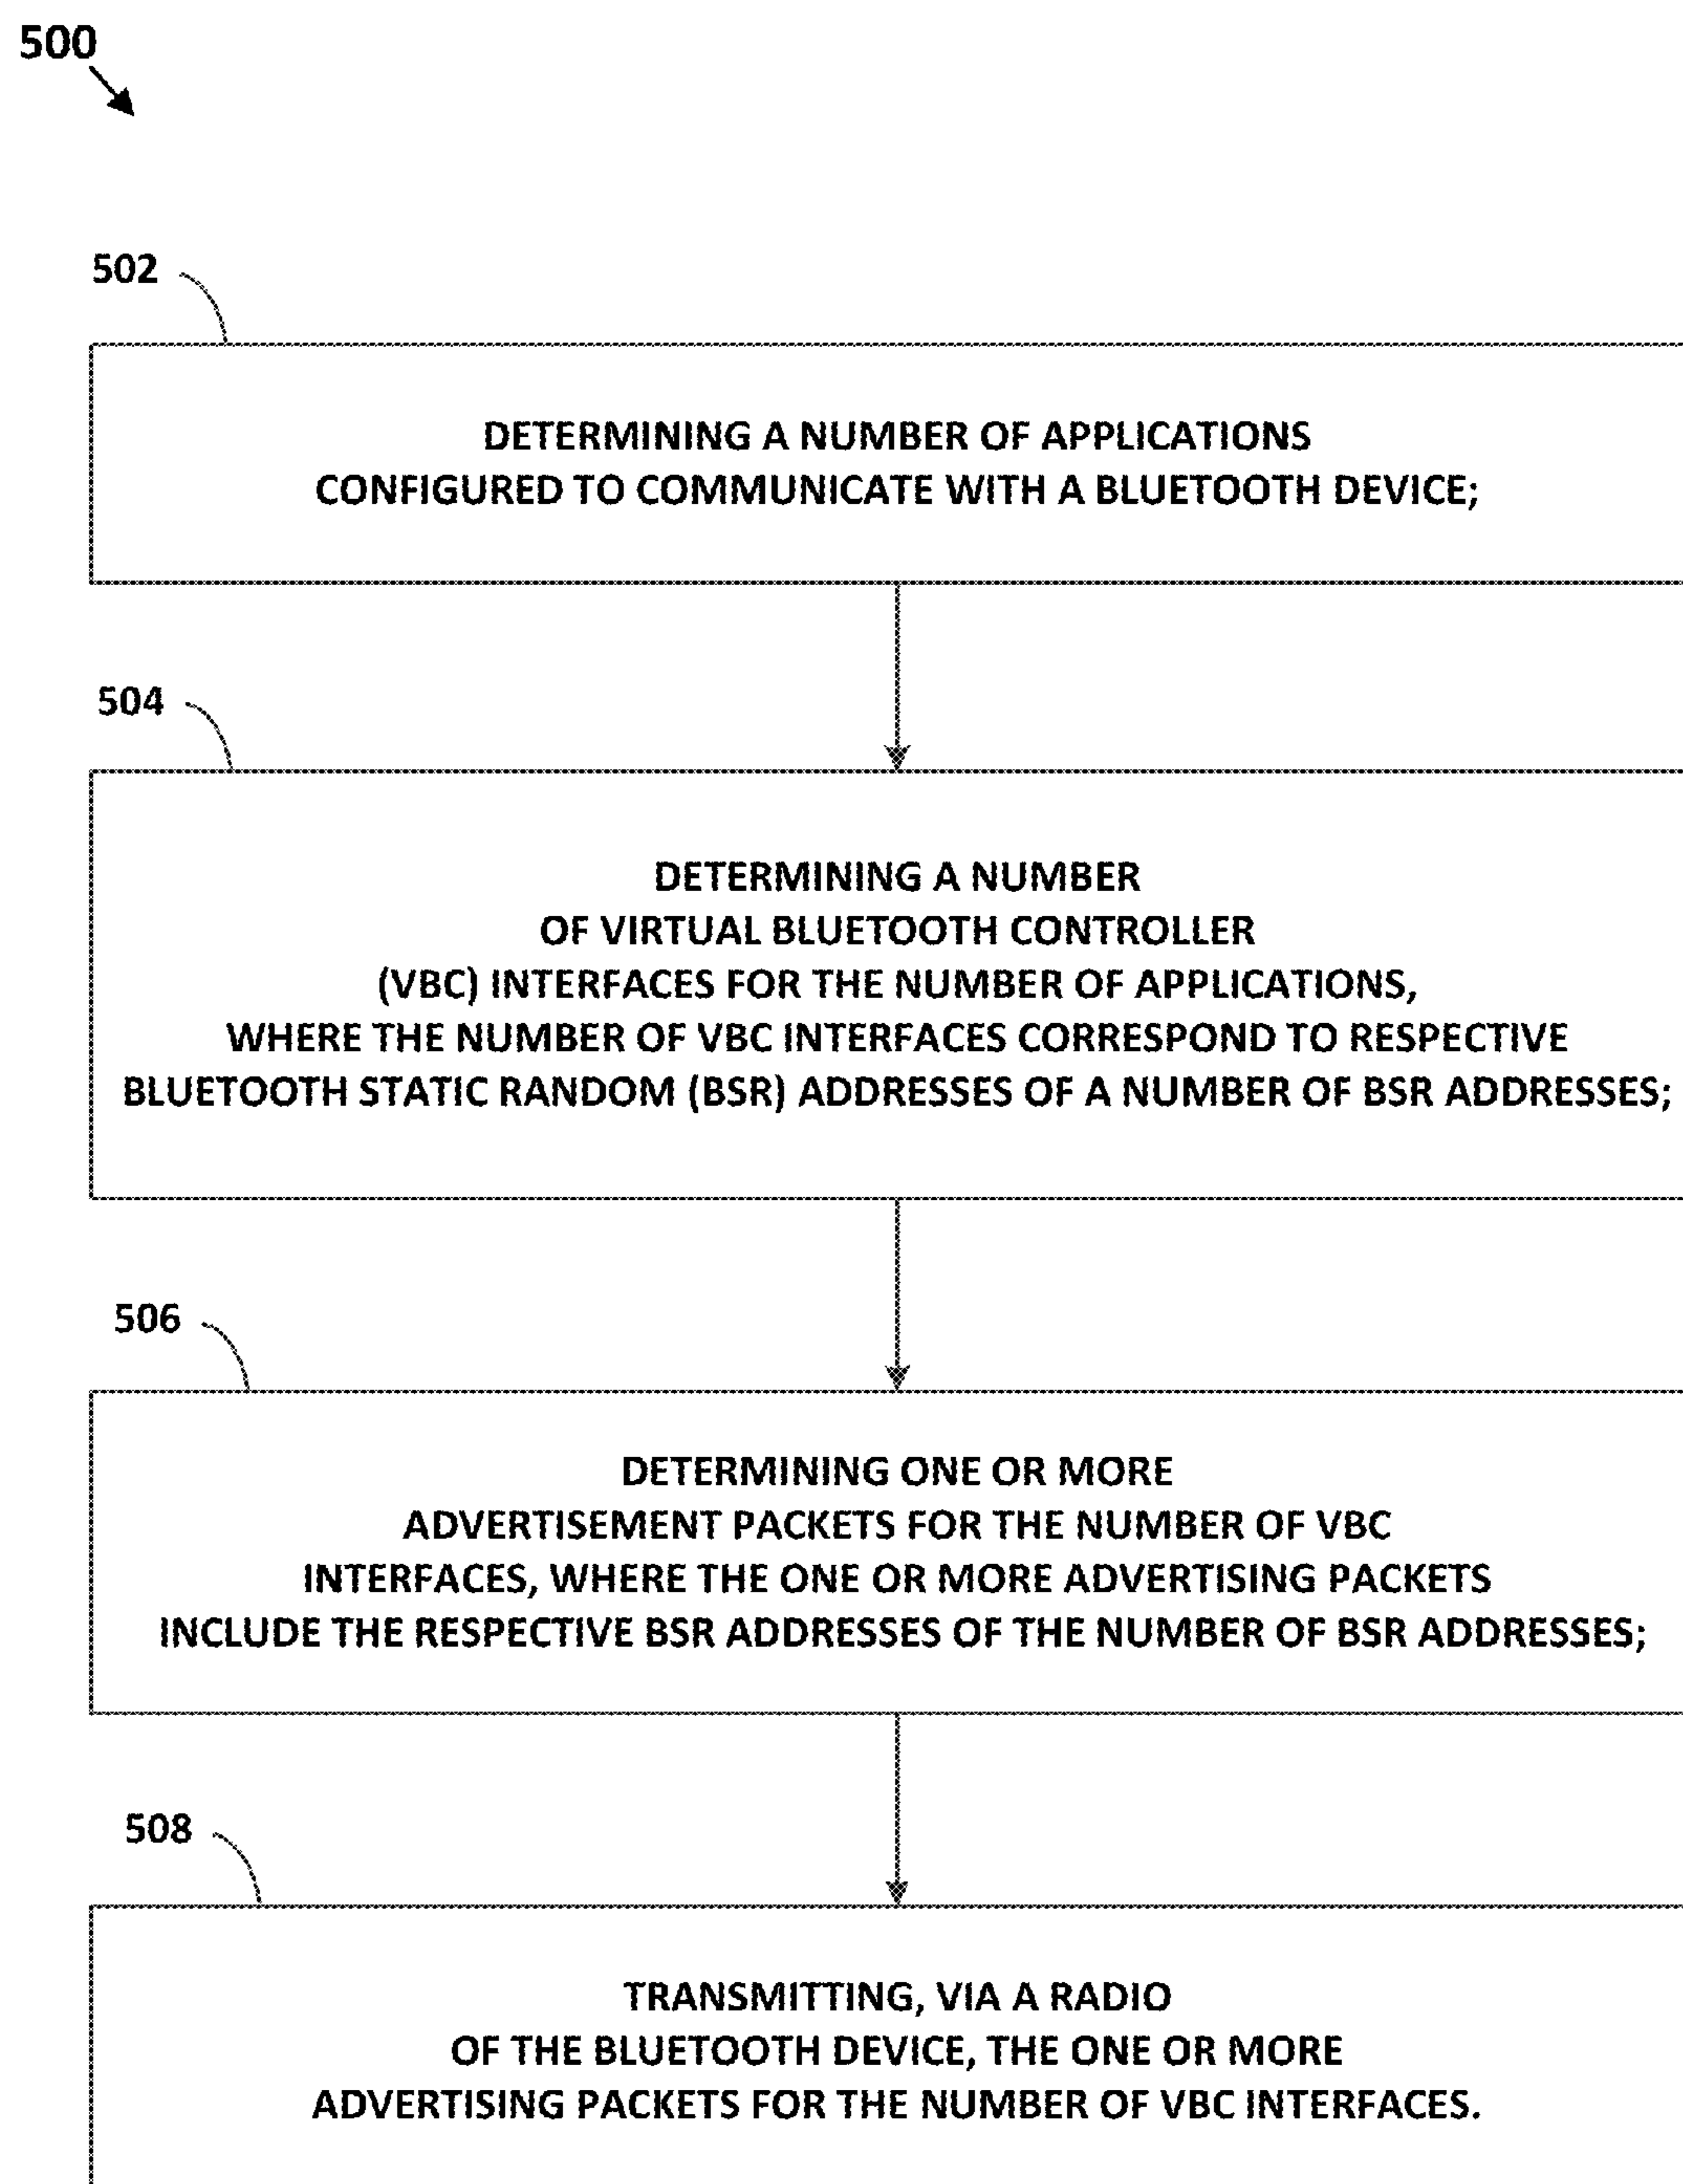 500
502
DETERMINING A NUMBER OF APPLICATIONS
CONFIGURED TO COMMUNICATE WITH A BLUETOOTH DEVICE;
504
DETERMINING A NUMBER
OF VIRTUAL BLUETOOTH CONTROLLER
(VBC) INTERFACES FOR THE NUMBER OF APPLICATIONS,
WHERE THE NUMBER OF VBC INTERFACES CORRESPOND TO RESPECTIVE
BLUETOOTH STATIC RANDOM (BSR) ADDRESSES OF A NUMBER OF BSR ADDRESSES;
506
DETERMINING ONE OR MORE
ADVERTISEMENT PACKETS FOR THE NUMBER OF VBC
INTERFACES, WHERE THE ONE OR MORE ADVERTISING PACKETS
INCLUDE THE RESPECTIVE BSR ADDRESSES OF THE NUMBER OF BSR ADDRESSES;
508
TRANSMITTING, VIA A RADIO
OF THE BLUETOOTH DEVICE, THE ONE OR MORE
ADVERTISING PACKETS FOR THE NUMBER OF VBC INTERFACES.